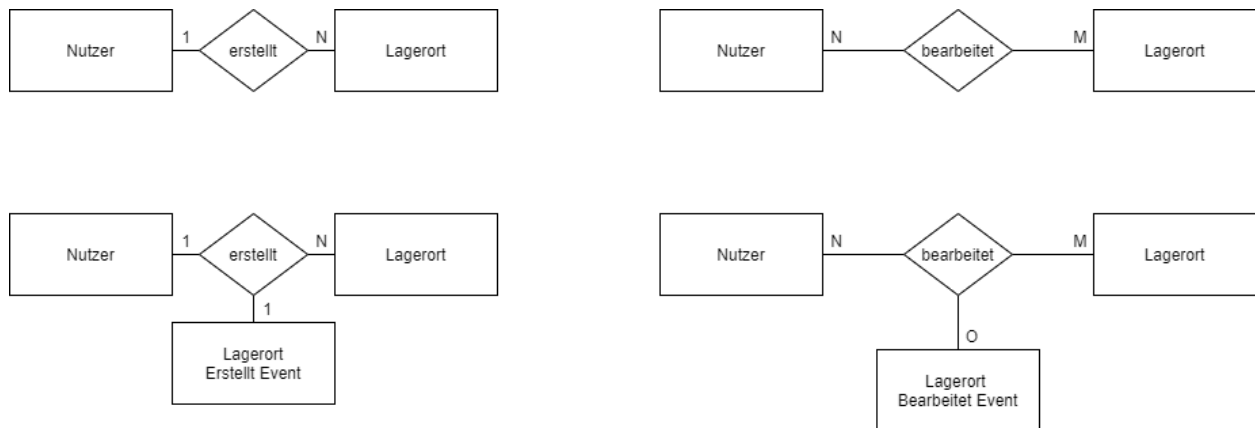 Nutzer 1 erstellt N Lagerort
Nutzer N bearbeitet M Lagerort
Nutzer 1 erstellt N Lagerort
1
Lagerort
Erstellt Event
Nutzer N bearbeitet M Lagerort
O
Lagerort
Bearbeitet Event